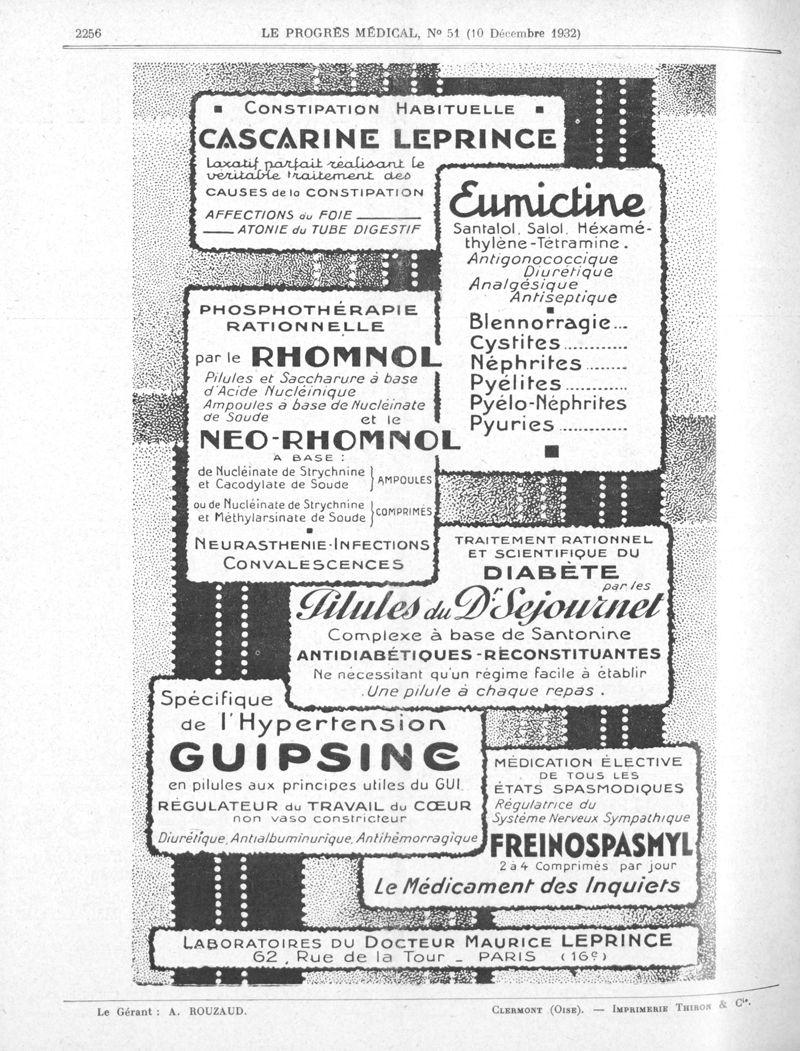 2256
LE PROGRÈS MÉDICAL, N° 51 (10 Décembre 1932)
CONSTIPATION HABITUELLE
CASCARINE LEPRINCE
Laxatif parfait réalisant le
véritable traitement des
CAUSES de la CONSTIPATION
AFFECTIONS du FOIE
ATONIE du TUBE DIGESTIF
Eumictine
Santalol, Salol, Héxamé-
thylène-Tétramine.
Antigonococcique
Diurétique
Analgésique
Antiseptique
Blennorragie...
Cystites............
Néphrites........
Pyélites............
Pyélo-Néphrites
Pyuries.............
PHOSPHOTHÉRAPIE
RATIONNELLE
par le RHOMNOL
Pilules et Saccharure à base
d'Acide Nucléinique
Ampoules à base de Nucléinate
de Soude et le
NEO-RHOMNOL
A BASE :
de Nucléinate de Strychnine
et Cacodylate de Soude } AMPOULES
ou de Nucléinate de Strychnine
et Méthylarsinate de Soude } COMPRIMÉS
NEURASTHENIE-INFECTIONS
CONVALESCENCES
TRAITEMENT RATIONNEL
ET SCIENTIFIQUE DU
DIABÈTE
par les
Pilules du Dr Sejournet
Complexe à base de Santonine
ANTIDIABÉTIQUES-RECONSTITUANTES
Ne nécessitant qu'un régime facile à établir
.Une pilule à chaque repas.
Spécifique
de l'Hypertension
GUIPSINE
en pilules aux principes utiles du GUI.
RÉGULATEUR du TRAVAIL du CŒUR
non vaso constricteur
Diurétique, Antialbuminurique, Antihémorragique
MÉDICATION ÉLECTIVE
DE TOUS LES
ÉTATS SPASMODIQUES
Régulatrice du
Système Nerveux Sympathique
FREINOSPASMYL
2 à 4 Comprimés par jour
Le Médicament des Inquiets
LABORATOIRES DU DOCTEUR MAURICE LEPRINCE
62, Rue de la Tour _ PARIS (16e)
Le Gérant : A. ROUZAUD.
CLERMONT (OISE). — IMPRIMERIE THIRON & Cie.